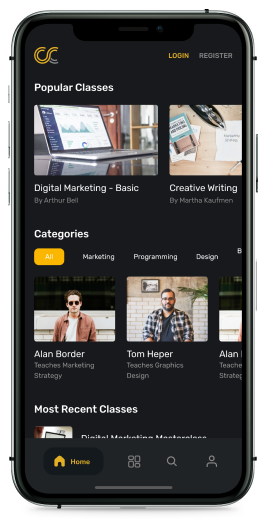 LOGIN REGISTER
Popular Classes
Digital Marketing - Basic
By Arthur Bell
Creative Writing
By Martha Kaufmen
Categories
All Marketing Programming Design B
Alan Border
Teaches Marketing
Strategy
Tom Heper
Teaches Graphics
Design
Alan
Teache
Strateg
Most Recent Classes
Digital Marketing Masterclass
Home